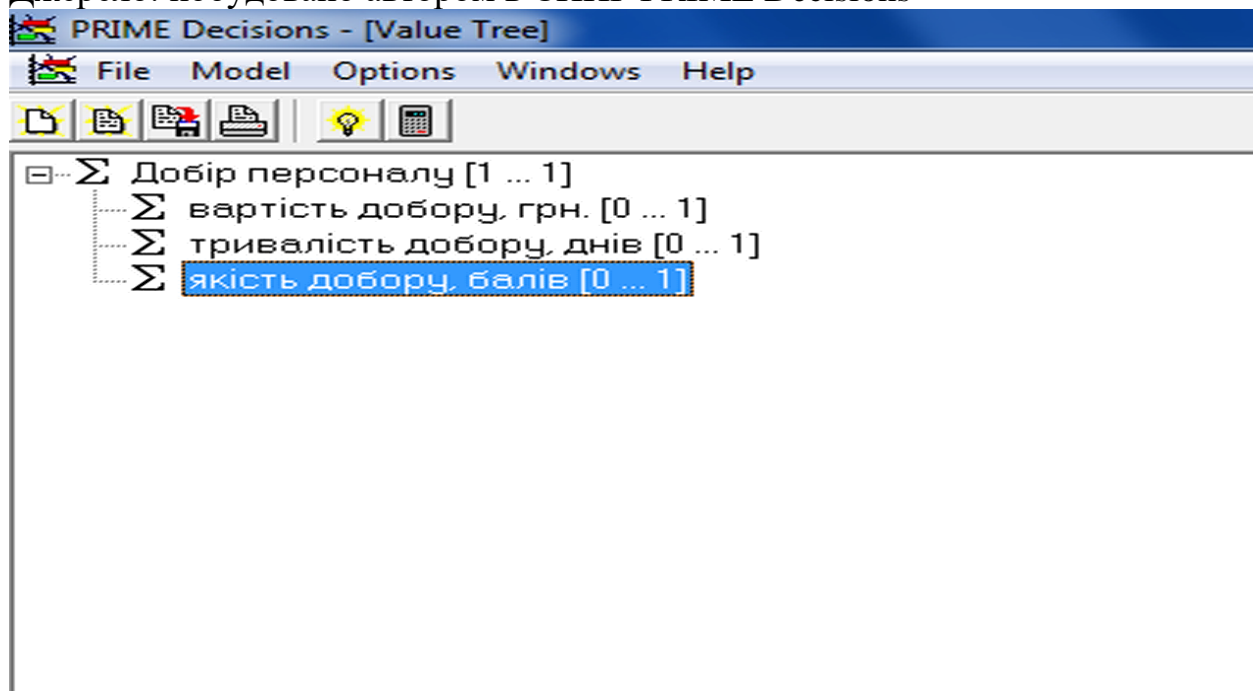 PRIME Decisions - [Value Tree]
File Model Options Windows Help
Σ Добір персоналу [1 ... 1]
Σ вартість добору, грн. [0 ... 1]
Σ тривалість добору, днів [0 ... 1]
Σ якість добору, балів [0 ... 1]